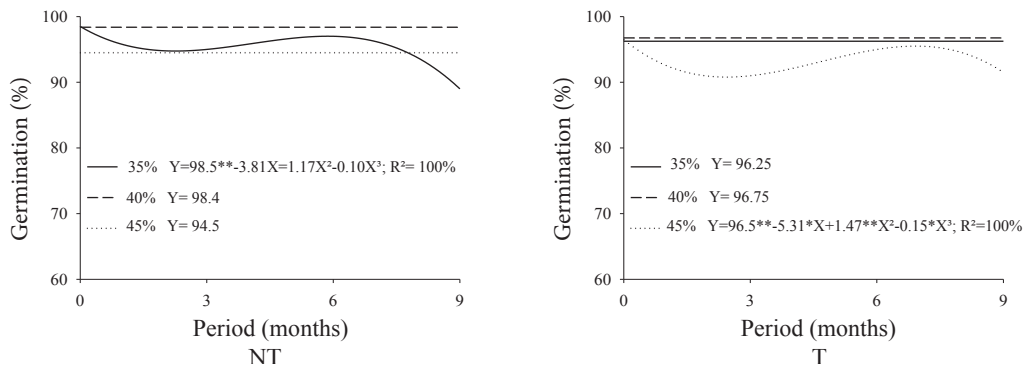 100
90
80
70
60
Germination (%)
35% Y=98.5**-3.81X=1.17X²-0.10X³; R²= 100%
40% Y= 98.4
45% Y= 94.5
0 3 6 9
Period (months)
NT
100
90
80
70
60
Germination (%)
35% Y= 96.25
40% Y= 96.75
45% Y=96.5**-5.31*X+1.47**X²-0.15*X³; R²=100%
0 3 6 9
Period (months)
T